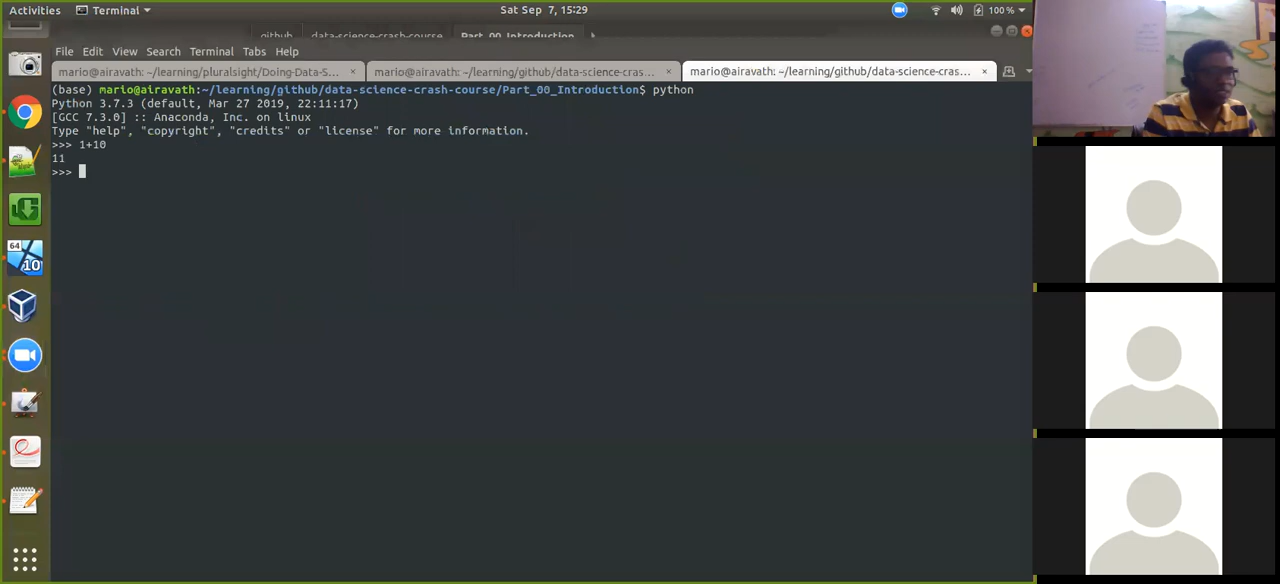 Activities Terminal Sat Sep 7, 15:29 100 %
github data-science-crash-course Part_00_Introduction
File Edit View Search Terminal Tabs Help
mario@airavath: ~/learning/pluralsight/Doing-Data-S... × mario@airavath: ~/learning/github/data-science-cras... × mario@airavath: ~/learning/github/data-science-cras... ×
(base) mario@airavath:~/learning/github/data-science-crash-course/Part_00_Introduction$ python
Python 3.7.3 (default, Mar 27 2019, 22:11:17)
[GCC 7.3.0] :: Anaconda, Inc. on linux
Type "help", "copyright", "credits" or "license" for more information.
>>> 1+10
11
>>>
64
10